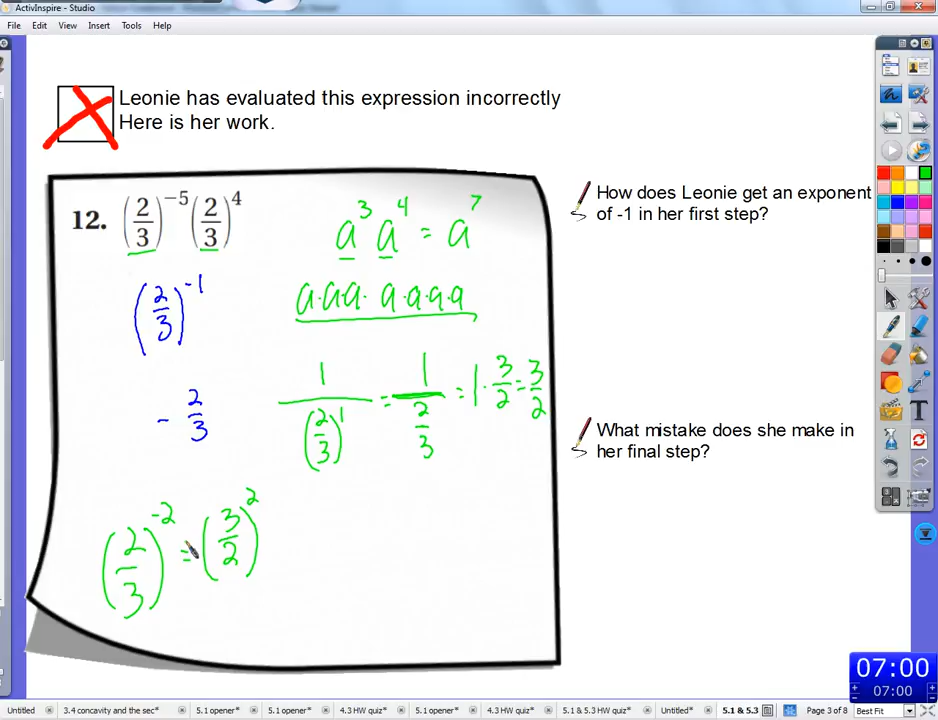 ActivInspire - Studio
File Edit View Insert Tools Help
Leonie has evaluated this expression incorrectly
Here is her work.
How does Leonie get an exponent
of -1 in her first step?
12. (2/3)^-5 (2/3)^4
a^3 a^4 = a^7
(2/3)^-1
a·a·a· a·a·a·a
1/(2/3)^1 = 1/(2/3) = 1·3/2 = 3/2
- 2/3
What mistake does she make in
her final step?
(2/3)^-2 = (3/2)^2
07:00
07:00
Untitled 3.4 concavity and the sec* 5.1 opener* 5.1 opener* 4.3 HW quiz* 5.1 opener* 4.3 HW quiz* 5.1 & 5.3 HW quiz* Untitled* 5.1 & 5.3 Page 3 of 8 Best Fit